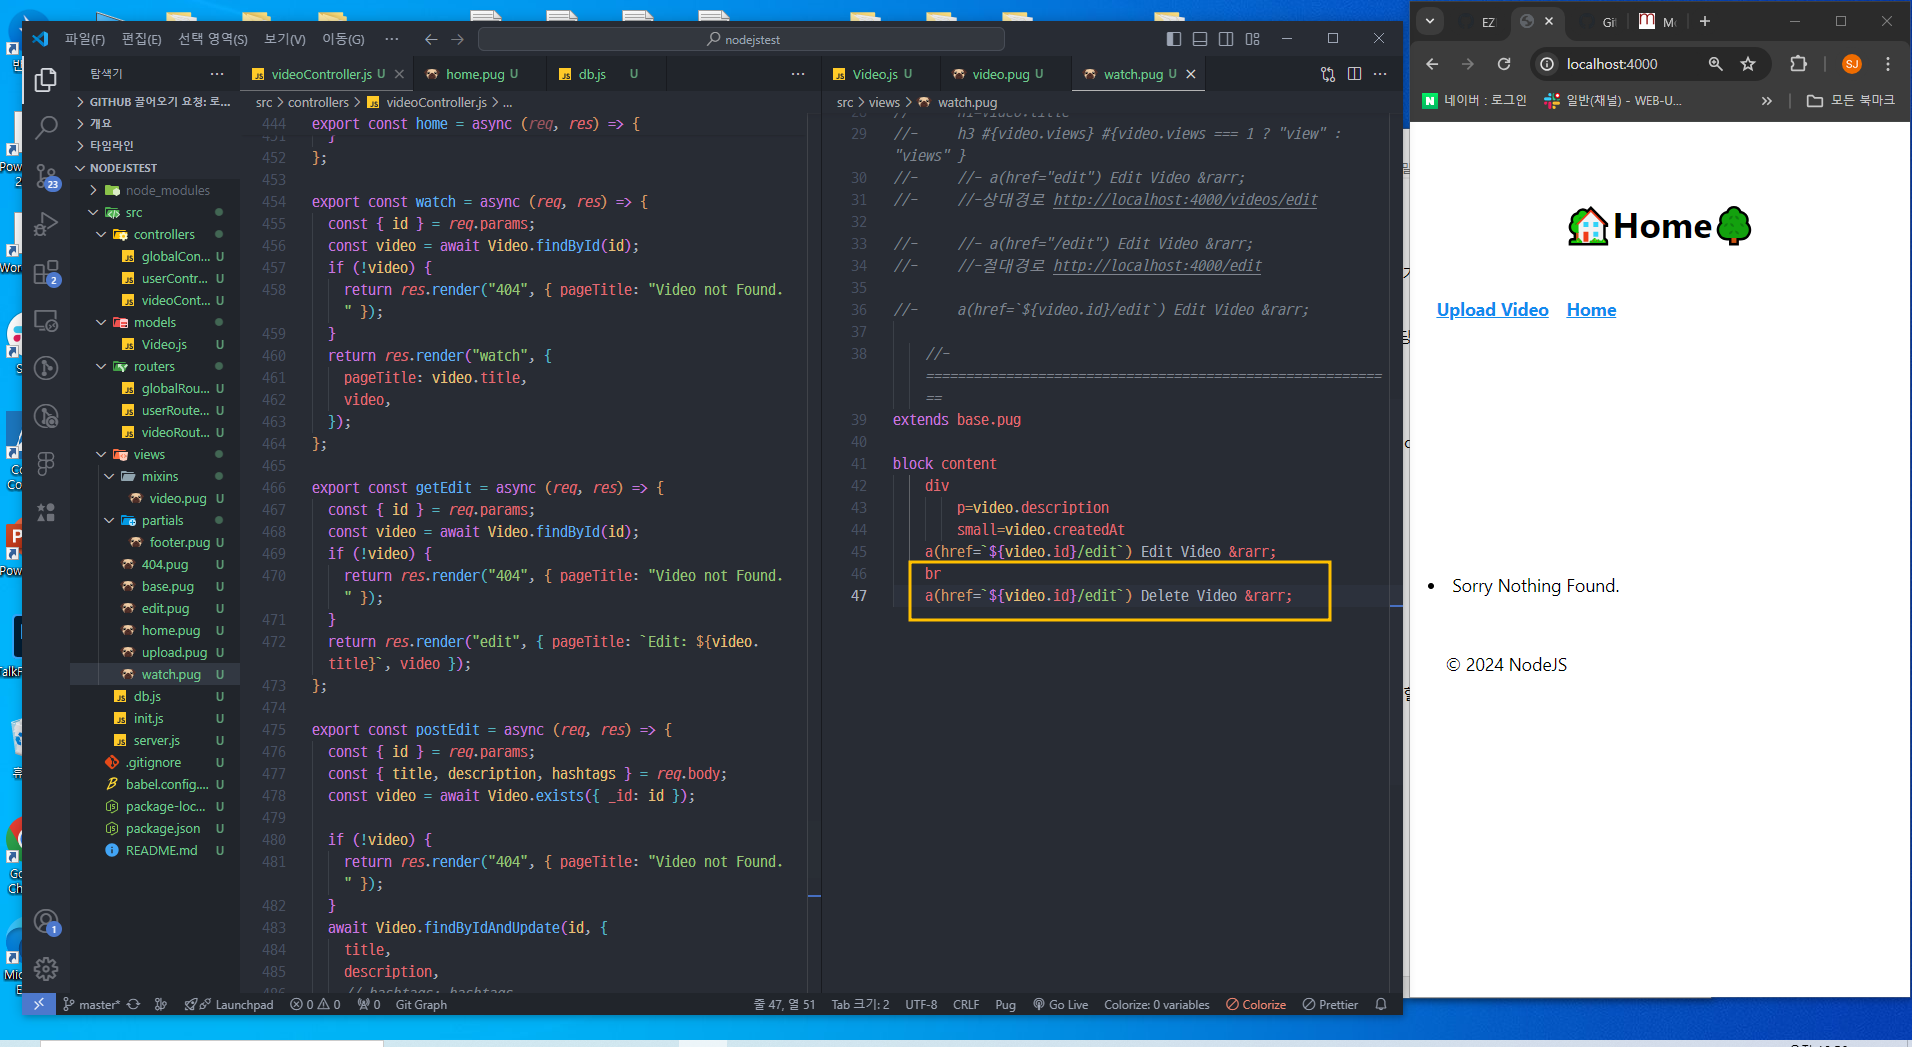 파일(F) 편집(E) 선택 영역(S) 보기(V) 이동(G) ··· nodejstest
탐색기 ···
GITHUB 끌어오기 요청: 로...
개요
타임라인
NODEJSTEST
node_modules
src
controllers
globalCon... U
userContr... U
videoCont... U
models
Video.js U
routers
globalRou... U
userRoute... U
videoRout... U
views
mixins
video.pug U
partials
footer.pug U
404.pug U
base.pug U
edit.pug U
home.pug U
upload.pug U
watch.pug U
db.js U
init.js U
server.js U
.gitignore U
babel.config.... U
package-loc... U
package.json U
README.md U
23
2
1
videoController.js U home.pug U db.js U ···
src > controllers > videoController.js > ...
444 export const home = async (req, res) => {
451 }
452 };
453
454 export const watch = async (req, res) => {
455 const { id } = req.params;
456 const video = await Video.findById(id);
457 if (!video) {
458 return res.render("404", { pageTitle: "Video not Found.
" });
459 }
460 return res.render("watch", {
461 pageTitle: video.title,
462 video,
463 });
464 };
465
466 export const getEdit = async (req, res) => {
467 const { id } = req.params;
468 const video = await Video.findById(id);
469 if (!video) {
470 return res.render("404", { pageTitle: "Video not Found.
" });
471 }
472 return res.render("edit", { pageTitle: `Edit: ${video.
title}`, video });
473 };
474
475 export const postEdit = async (req, res) => {
476 const { id } = req.params;
477 const { title, description, hashtags } = req.body;
478 const video = await Video.exists({ _id: id });
479
480 if (!video) {
481 return res.render("404", { pageTitle: "Video not Found.
" });
482 }
483 await Video.findByIdAndUpdate(id, {
484 title,
485 description,
486 // hashtags: hashtags
Video.js U video.pug U watch.pug U ···
src > views > watch.pug
28 //- h1=video.title
29 //- h3 #{video.views} #{video.views === 1 ? "view" :
"views" }
30 //- //- a(href="edit") Edit Video &rarr;
31 //- //-상대경로 http://localhost:4000/videos/edit
32
33 //- //- a(href="/edit") Edit Video &rarr;
34 //- //-절대경로 http://localhost:4000/edit
35
36 //- a(href=`${video.id}/edit`) Edit Video &rarr;
37
38 //-
=========================================================
==
39 extends base.pug
40
41 block content
42 div
43 p=video.description
44 small=video.createdAt
45 a(href=`${video.id}/edit`) Edit Video &rarr;
46 br
47 a(href=`${video.id}/edit`) Delete Video &rarr;
master* Launchpad 0 0 0 Git Graph 줄 47, 열 51 Tab 크기: 2 UTF-8 CRLF Pug Go Live Colorize: 0 variables Colorize Prettier
EZ Git
localhost:4000 SJ
네이버 : 로그인 일반(채널) - WEB-U... » 모든 북마크
Home
Upload Video Home
• Sorry Nothing Found.
© 2024 NodeJS